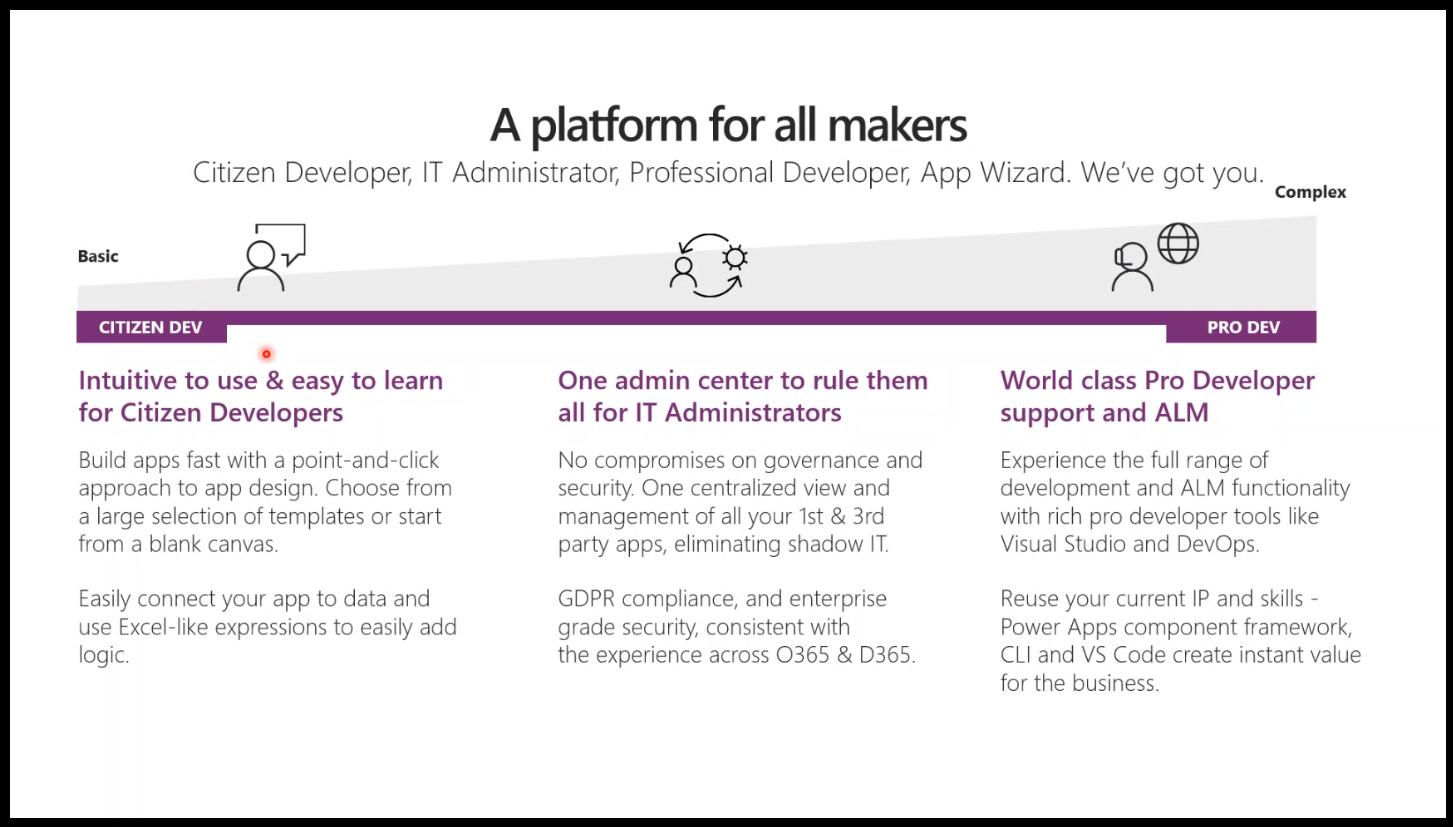 A platform for all makers
Citizen Developer, IT Administrator, Professional Developer, App Wizard. We've got you.
Complex
Basic
CITIZEN DEV
PRO DEV
Intuitive to use & easy to learn
for Citizen Developers
Build apps fast with a point-and-click
approach to app design. Choose from
a large selection of templates or start
from a blank canvas.
Easily connect your app to data and
use Excel-like expressions to easily add
logic.
One admin center to rule them
all for IT Administrators
No compromises on governance and
security. One centralized view and
management of all your 1st & 3rd
party apps, eliminating shadow IT.
GDPR compliance, and enterprise
grade security, consistent with
the experience across O365 & D365.
World class Pro Developer
support and ALM
Experience the full range of
development and ALM functionality
with rich pro developer tools like
Visual Studio and DevOps.
Reuse your current IP and skills -
Power Apps component framework,
CLI and VS Code create instant value
for the business.